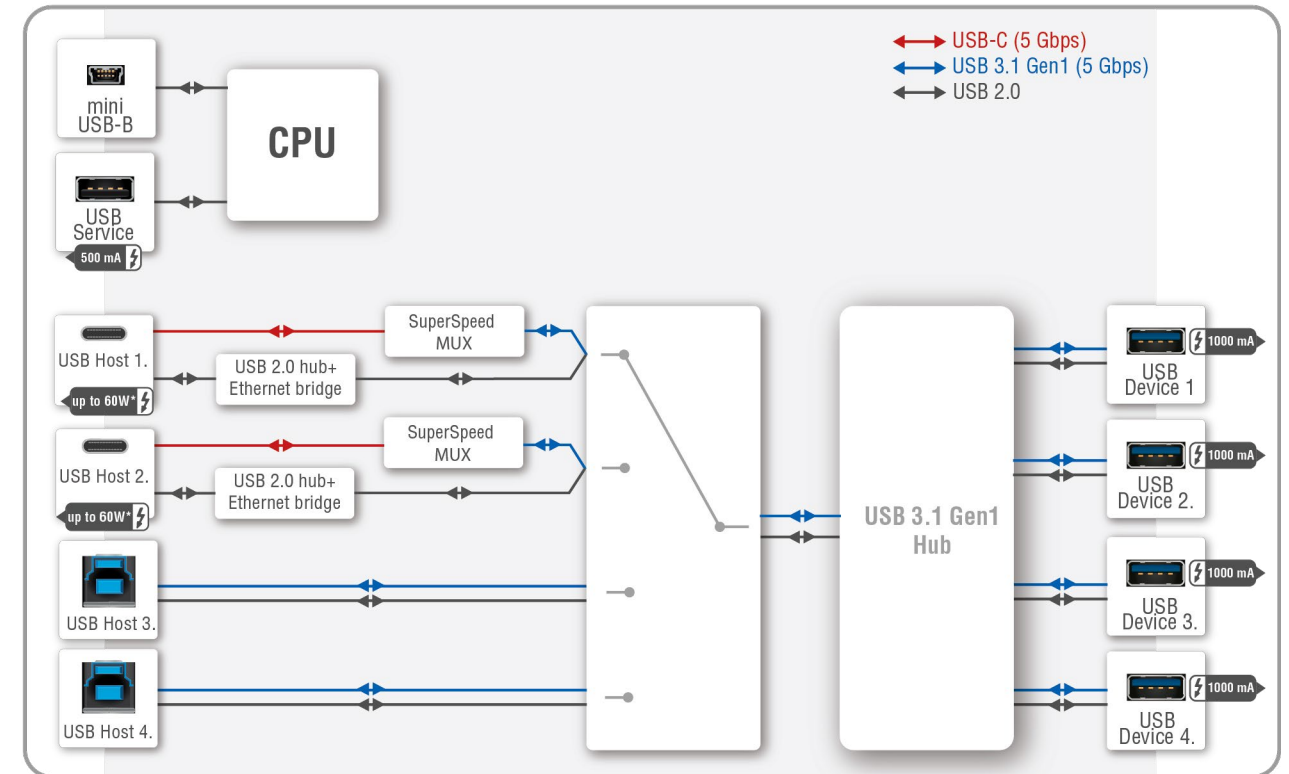 USB-C (5 Gbps)
USB 3.1 Gen1 (5 Gbps)
USB 2.0
mini
USB-B
CPU
USB
Service
500 mA
USB Host 1.
up to 60W*
SuperSpeed
MUX
USB 2.0 hub+
Ethernet bridge
USB Host 2.
up to 60W*
SuperSpeed
MUX
USB 2.0 hub+
Ethernet bridge
USB Host 3.
USB Host 4.
USB 3.1 Gen1
Hub
1000 mA
USB
Device 1
1000 mA
USB
Device 2.
1000 mA
USB
Device 3.
1000 mA
USB
Device 4.